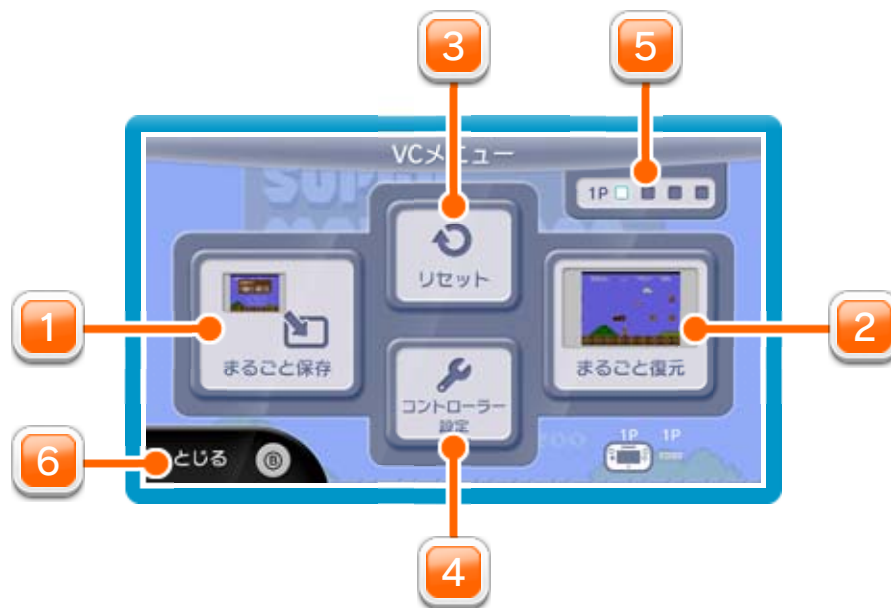 3
5
VCメニュー
SUPER
1P
リセット
1
まるごと保存
2
まるごと復元
コントローラー
設定
1P 1P
6
とじる B
4